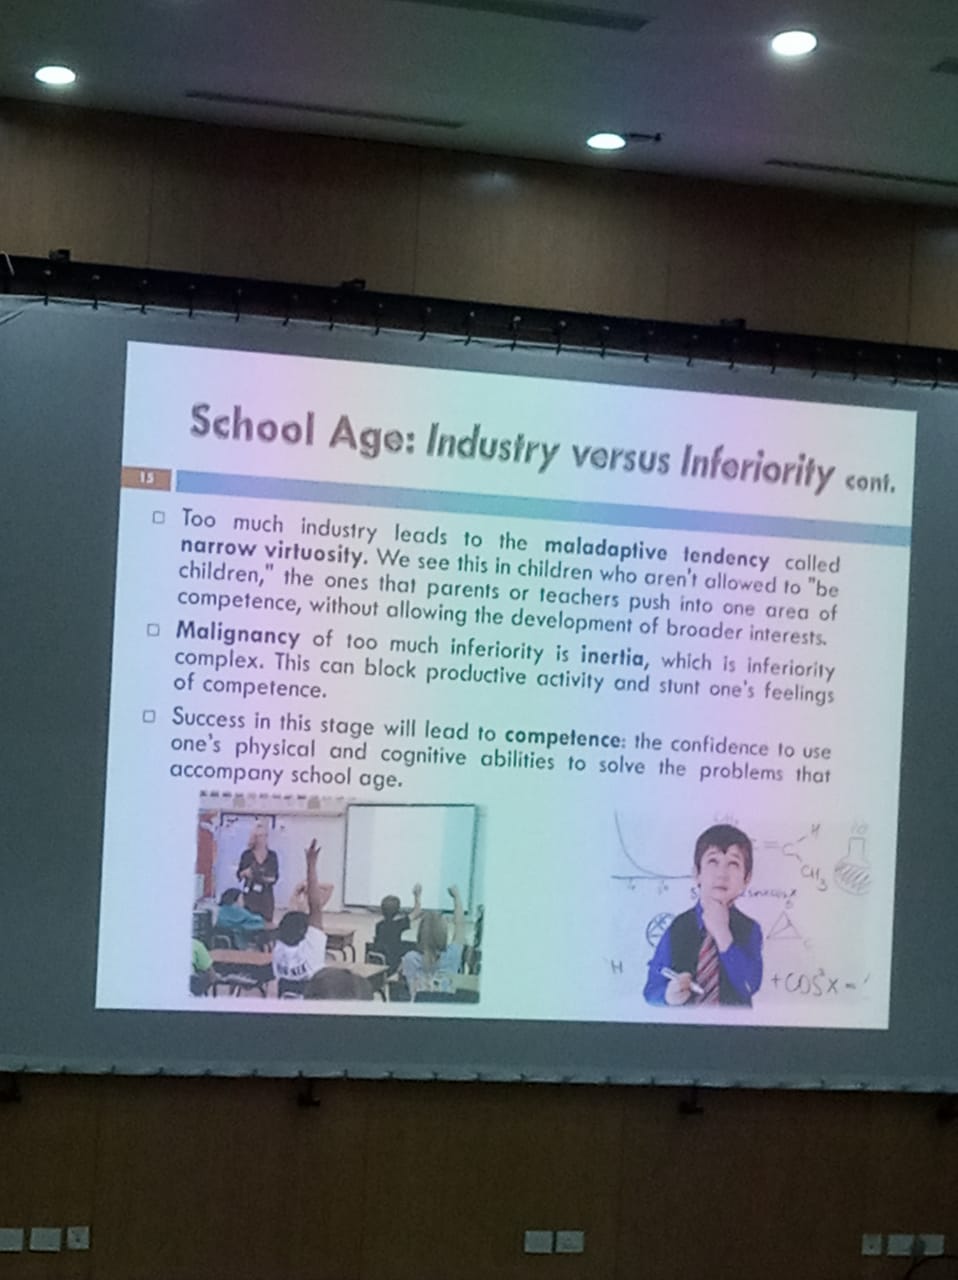 School Age: Industry versus Inferiority cont.
15
Too much industry leads to the maladaptive tendency called
narrow virtuosity. We see this in children who aren't allowed to "be
children," the ones that parents or teachers push into one area of
competence, without allowing the development of broader interests.
Malignancy of too much inferiority is inertia, which is inferiority
complex. This can block productive activity and stunt one's feelings
of competence.
Success in this stage will lead to competence: the confidence to use
one's physical and cognitive abilities to solve the problems that
accompany school age.
H
=C
CH3
H
+COS²X=